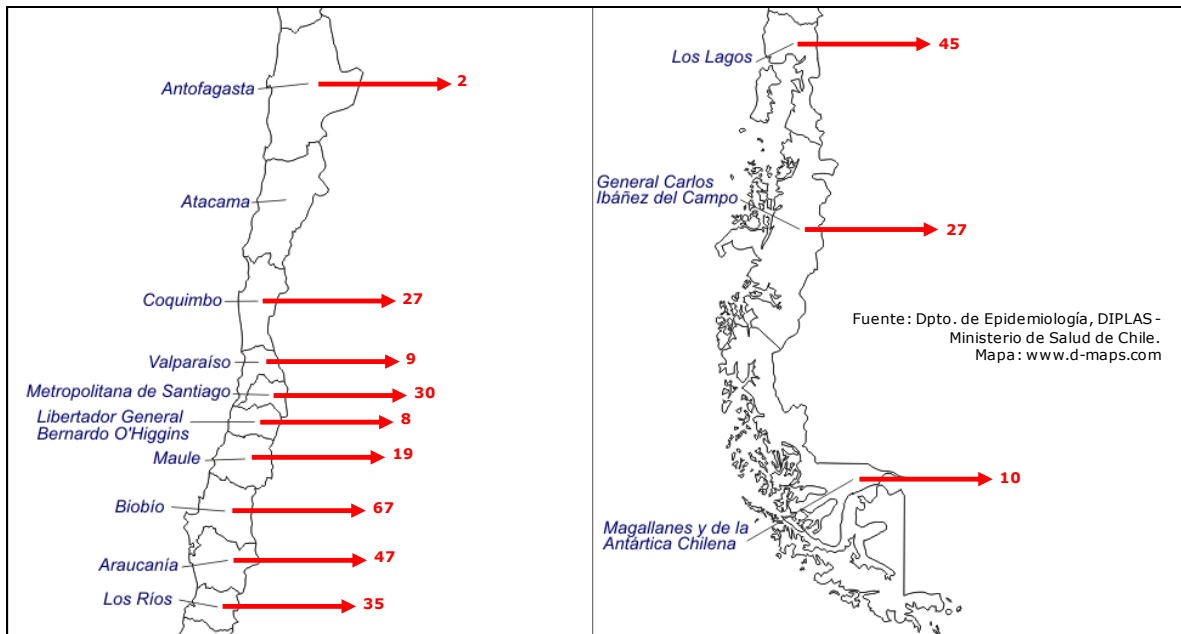 Antofagasta 2
Atacama
Coquimbo 27
Valparaíso 9
Metropolitana de Santiago 30
Libertador General
Bernardo O'Higgins
8
Maule 19
Biobío 67
Araucanía 47
Los Ríos 35
Los Lagos 45
General Carlos
Ibáñez del Campo
27
Fuente: Dpto. de Epidemiología, DIPLAS -
Ministerio de Salud de Chile.
Mapa: www.d-maps.com
10
Magallanes y de la
Antártica Chilena